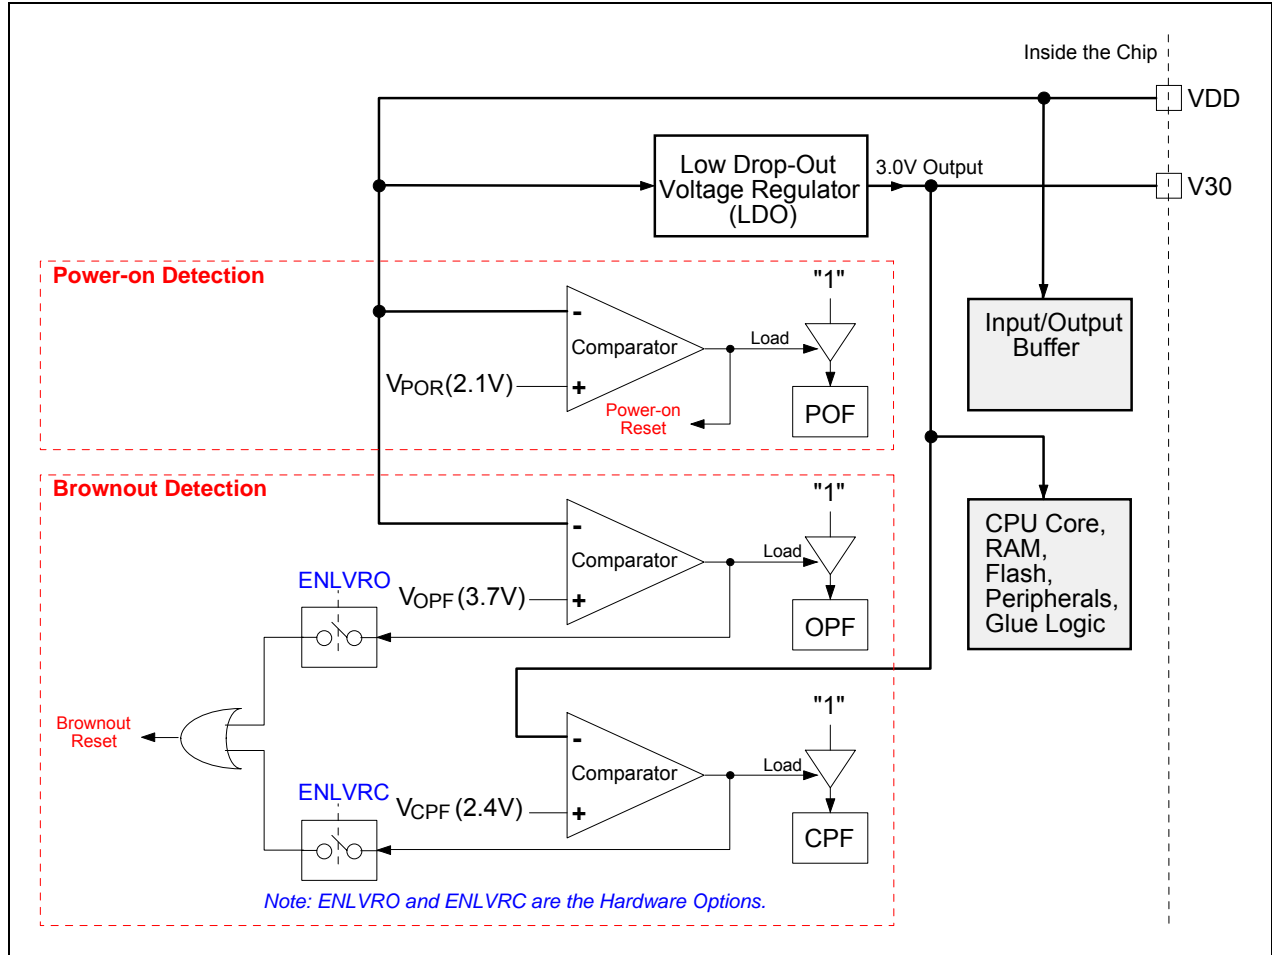 Inside the Chip
VDD
Low Drop-Out
Voltage Regulator
(LDO)
3.0V Output
V30
Power-on Detection
"1"
-
Comparator
+
Load
VPOR(2.1V)
Power-on
Reset
POF
Input/Output
Buffer
Brownout Detection
"1"
-
Comparator
+
Load
ENLVRO
VOPF(3.7V)
OPF
CPU Core,
RAM,
Flash,
Peripherals,
Glue Logic
"1"
Brownout
Reset
-
Comparator
+
Load
ENLVRC
VCPF(2.4V)
CPF
Note: ENLVRO and ENLVRC are the Hardware Options.